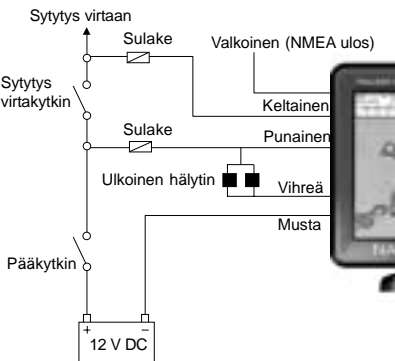 Sytytys virtaan
Sulake
Valkoinen (NMEA ulos)
Sytytys
virtakytkin
Keltainen
Sulake
Punainen
Ulkoinen hälytin
Vihreä
Musta
Pääkytkin
+ −
12 V DC